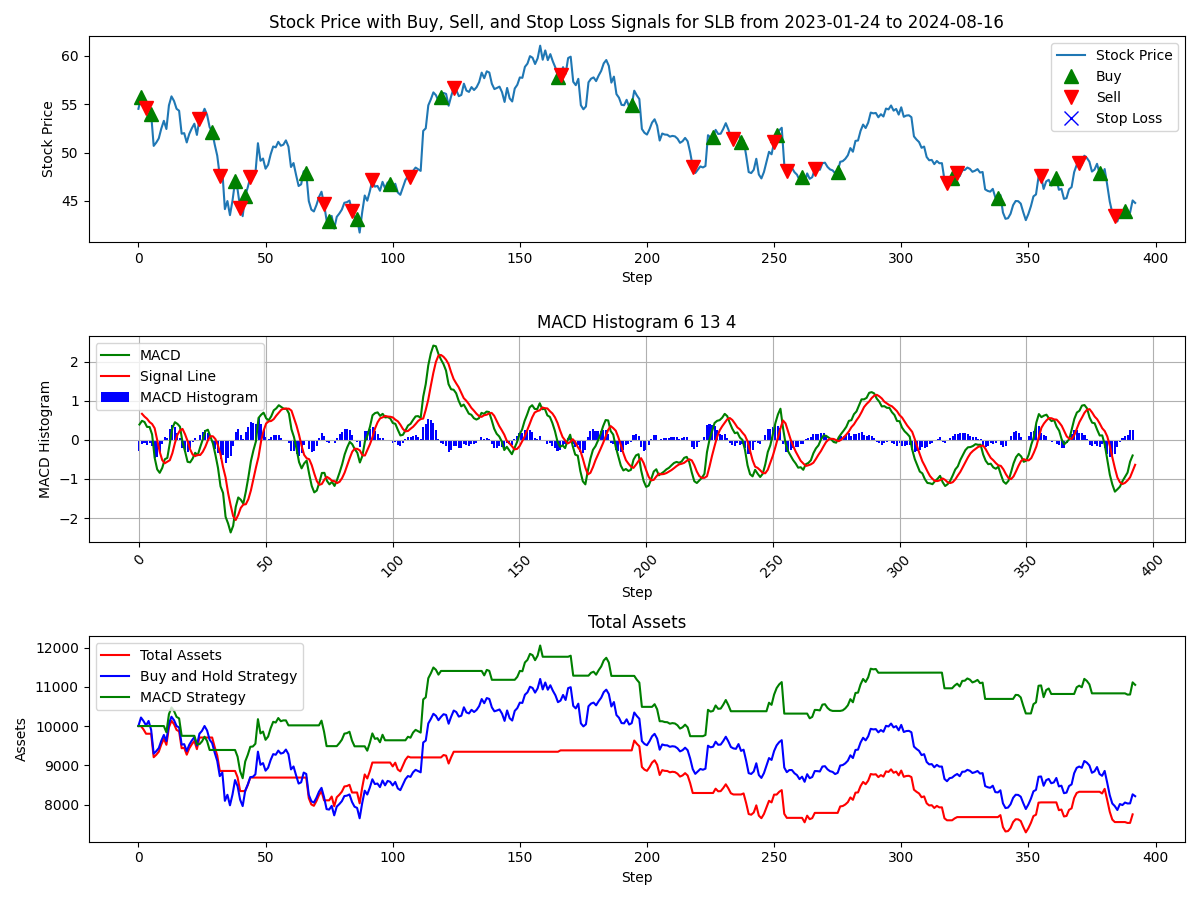 Stock Price with Buy, Sell, and Stop Loss Signals for SLB from 2023-01-24 to 2024-08-16
Stock Price
60
55
50
45
Stock Price
Buy
Sell
Stop Loss
0 50 100 150 200 250 300 350 400
Step
MACD Histogram 6 13 4
MACD Histogram
2
1
0
−1
−2
MACD
Signal Line
MACD Histogram
0 50 100 150 200 250 300 350 400
Step
Total Assets
Assets
12000
11000
10000
9000
8000
Total Assets
Buy and Hold Strategy
MACD Strategy
0 50 100 150 200 250 300 350 400
Step